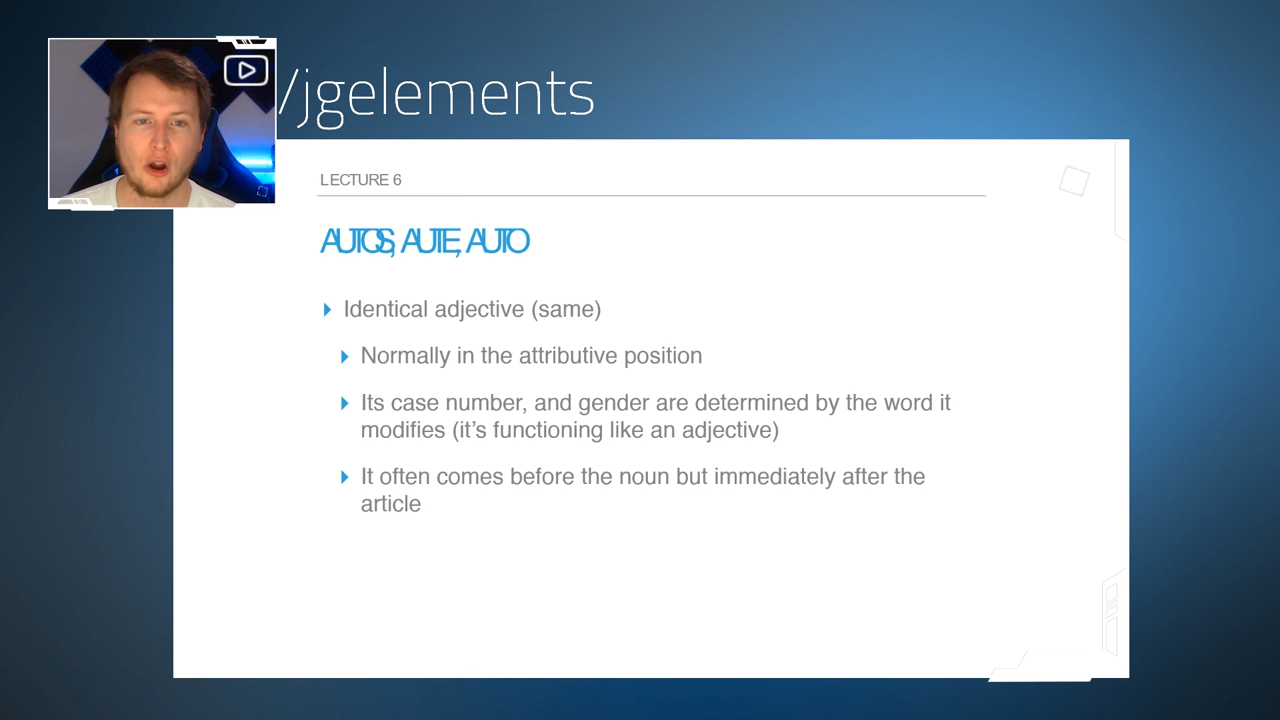 /jgelements
LECTURE 6
AUTOS, AUTE, AUTO
Identical adjective (same)
Normally in the attributive position
Its case number, and gender are determined by the word it
modifies (it’s functioning like an adjective)
It often comes before the noun but immediately after the
article